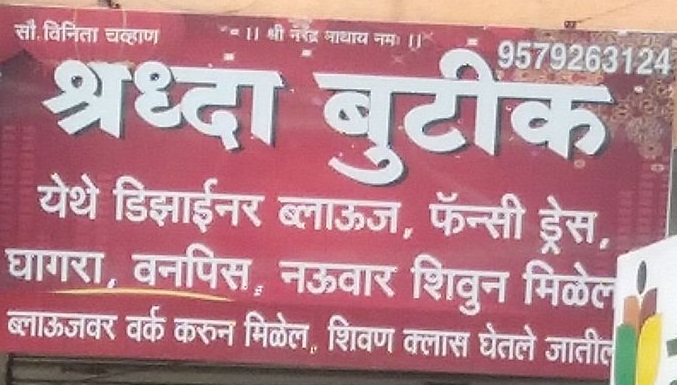 सौ. विनिता चव्हाण
।। श्री नरेंद्र नाथाय नमः ।।
9579263124
श्रध्दा बुटीक
येथे डिझाईनर ब्लाऊज, फॅन्सी ड्रेस,
घागरा, वनपिस, नऊवार शिवुन मिळेल
ब्लाऊजवर वर्क करुन मिळेल, शिवण क्लास घेतले जातील